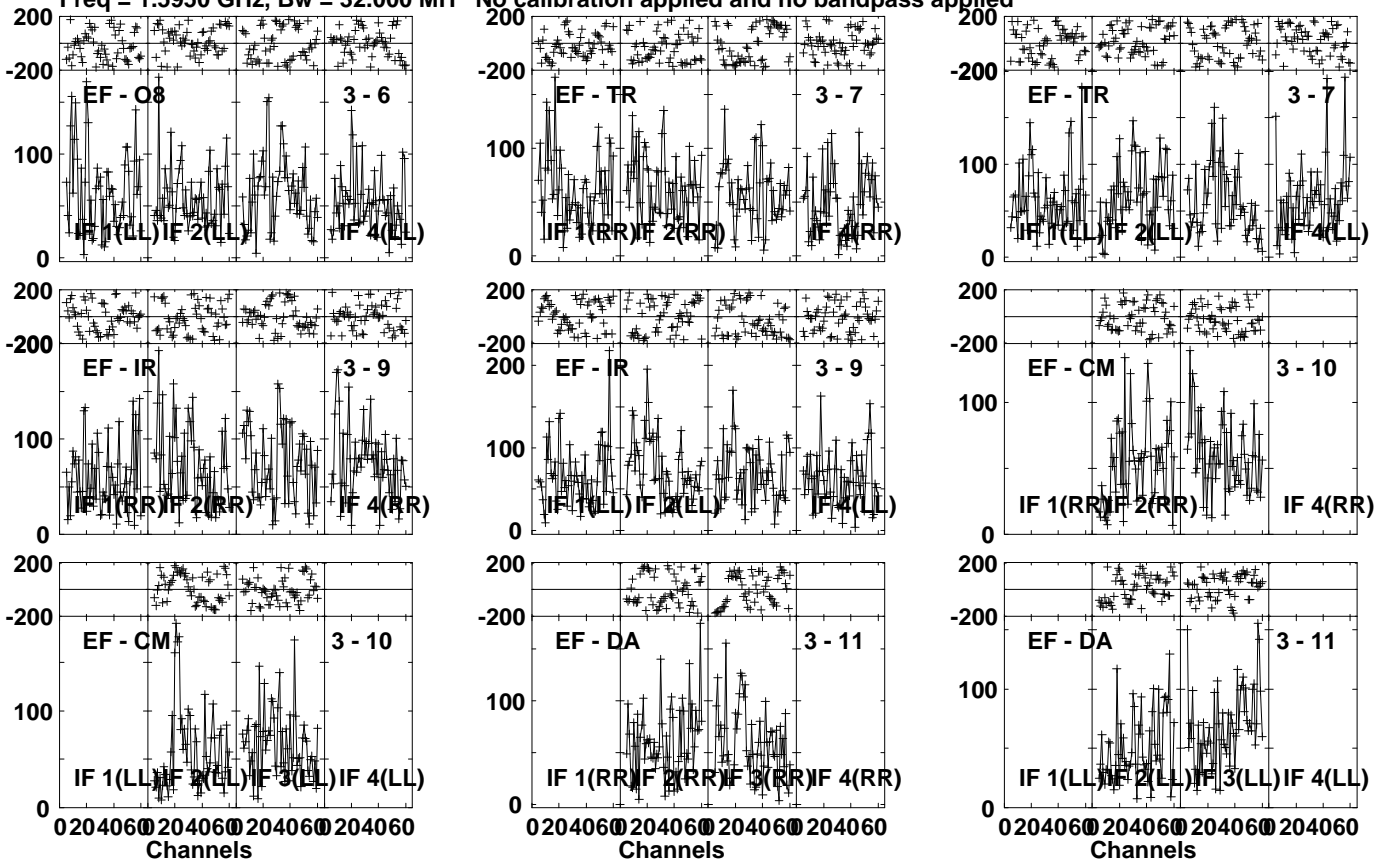 Freq = 1.5950 GHz, Bw = 32.000 MH No calibration applied and no bandpass applied
200 200 200
-200 -200 -200
EF - O8 3 - 6 EF - TR 3 - 7 EF - TR 3 - 7
100 100 100
IF 1(LL) IF 2(LL) IF 4(LL) IF 1(RR) IF 2(RR) IF 4(RR) IF 1(LL) IF 2(LL) IF 4(LL)
0 0 0
200 200 200
-200 -200 -200
200 200
EF - IR 3 - 9 EF - IR 3 - 9 EF - CM 3 - 10
100 100 100
IF 1(RR) IF 2(RR) IF 4(RR) IF 1(LL) IF 2(LL) IF 4(LL) IF 1(RR) IF 2(RR) IF 4(RR)
0 0 0
200 200 200
-200 -200 -200
EF - CM 3 - 10 EF - DA 3 - 11 EF - DA 3 - 11
100 100 100
IF 1(LL) IF 2(LL) IF 3(LL) IF 4(LL) IF 1(RR) IF 2(RR) IF 3(RR) IF 4(RR) IF 1(LL) IF 2(LL) IF 3(LL) IF 4(LL)
0 0 0
0 20 40 60 0 20 40 60 0 20 40 60 0 20 40 60 0 20 40 60 0 20 40 60 0 20 40 60 0 20 40 60 0 20 40 60 0 20 40 60 0 20 40 60 0 20 40 60
Channels Channels Channels